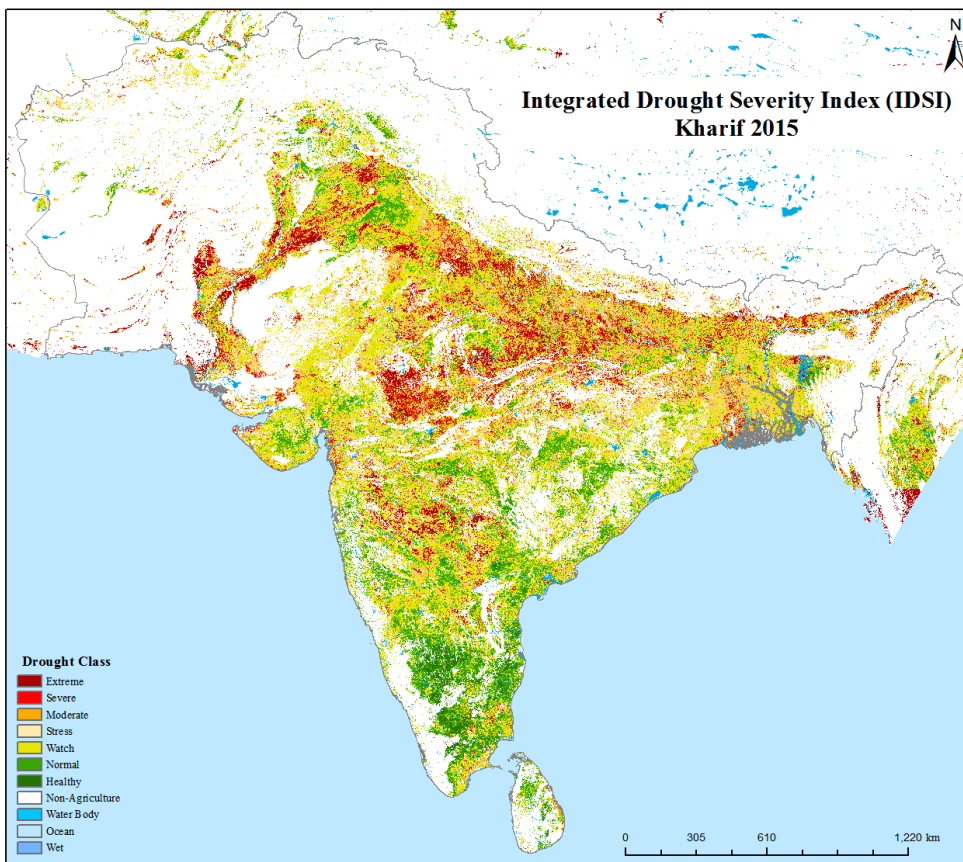 N
Integrated Drought Severity Index (IDSI)
Kharif 2015
Drought Class
Extreme
Severe
Moderate
Stress
Watch
Normal
Healthy
Non-Agriculture
Water Body
Ocean
Wet
0 305 610 1,220 km